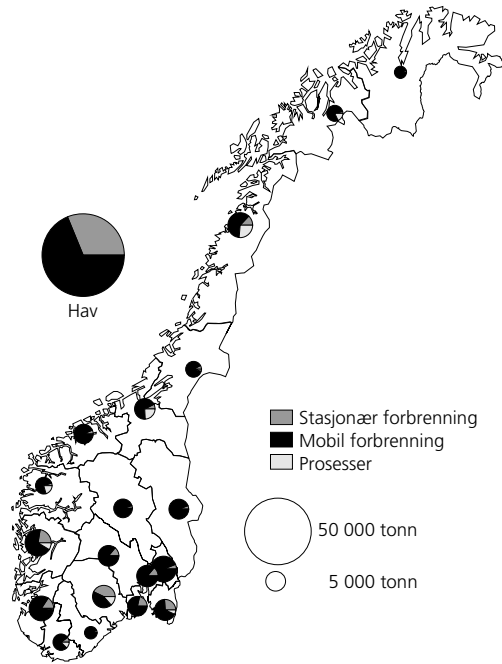 Hav
Stasjonær forbrenning
Mobil forbrenning
Prosesser
50 000 tonn
5 000 tonn